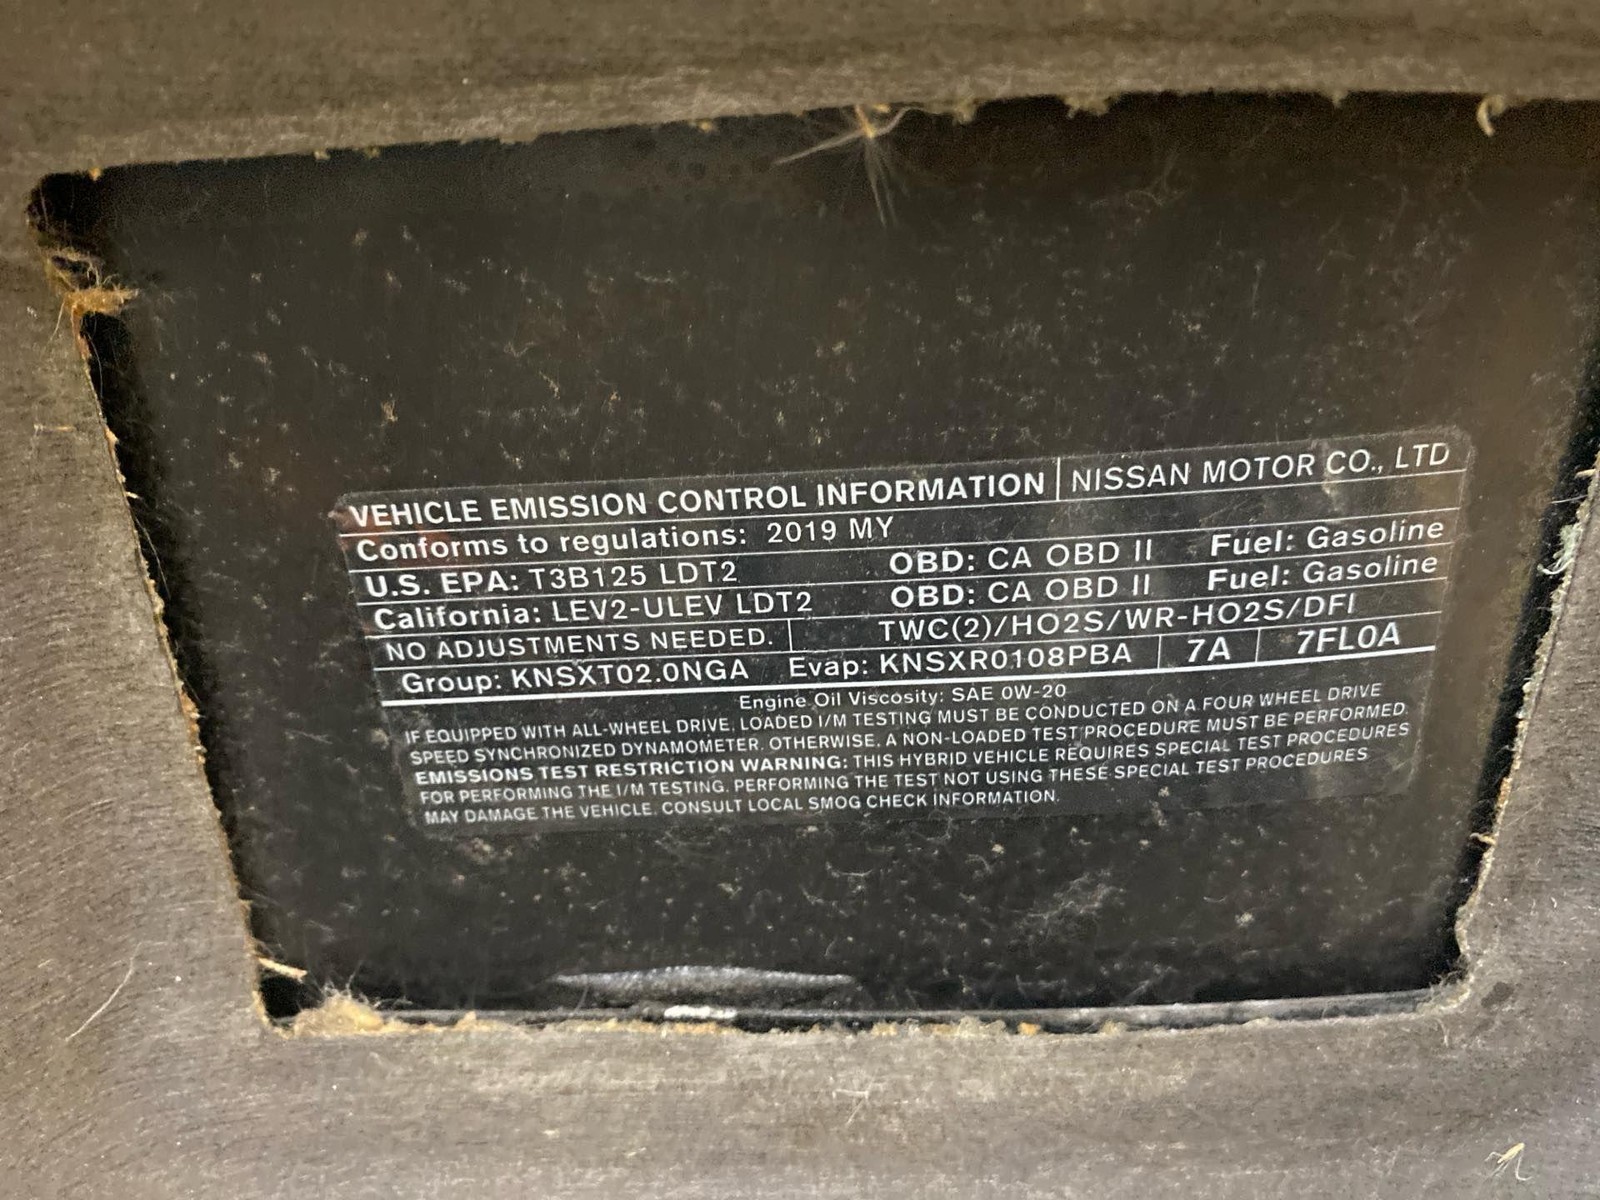 VEHICLE EMISSION CONTROL INFORMATION NISSAN MOTOR CO., LTD
Conforms to regulations: 2019 MY
U.S. EPA: T3B125 LDT2 OBD: CA OBD II Fuel: Gasoline
California: LEV2-ULEV LDT2 OBD: CA OBD II Fuel: Gasoline
NO ADJUSTMENTS NEEDED. TWC(2)/HO2S/WR-HO2S/DFI
Group: KNSXT02.0NGA Evap: KNSXR0108PBA 7A 7FL0A
Engine Oil Viscosity: SAE 0W-20
IF EQUIPPED WITH ALL-WHEEL DRIVE, LOADED I/M TESTING MUST BE CONDUCTED ON A FOUR WHEEL DRIVE
SPEED SYNCHRONIZED DYNAMOMETER. OTHERWISE, A NON-LOADED TEST PROCEDURE MUST BE PERFORMED.
EMISSIONS TEST RESTRICTION WARNING: THIS HYBRID VEHICLE REQUIRES SPECIAL TEST PROCEDURES
FOR PERFORMING THE I/M TESTING. PERFORMING THE TEST NOT USING THESE SPECIAL TEST PROCEDURES
MAY DAMAGE THE VEHICLE. CONSULT LOCAL SMOG CHECK INFORMATION.